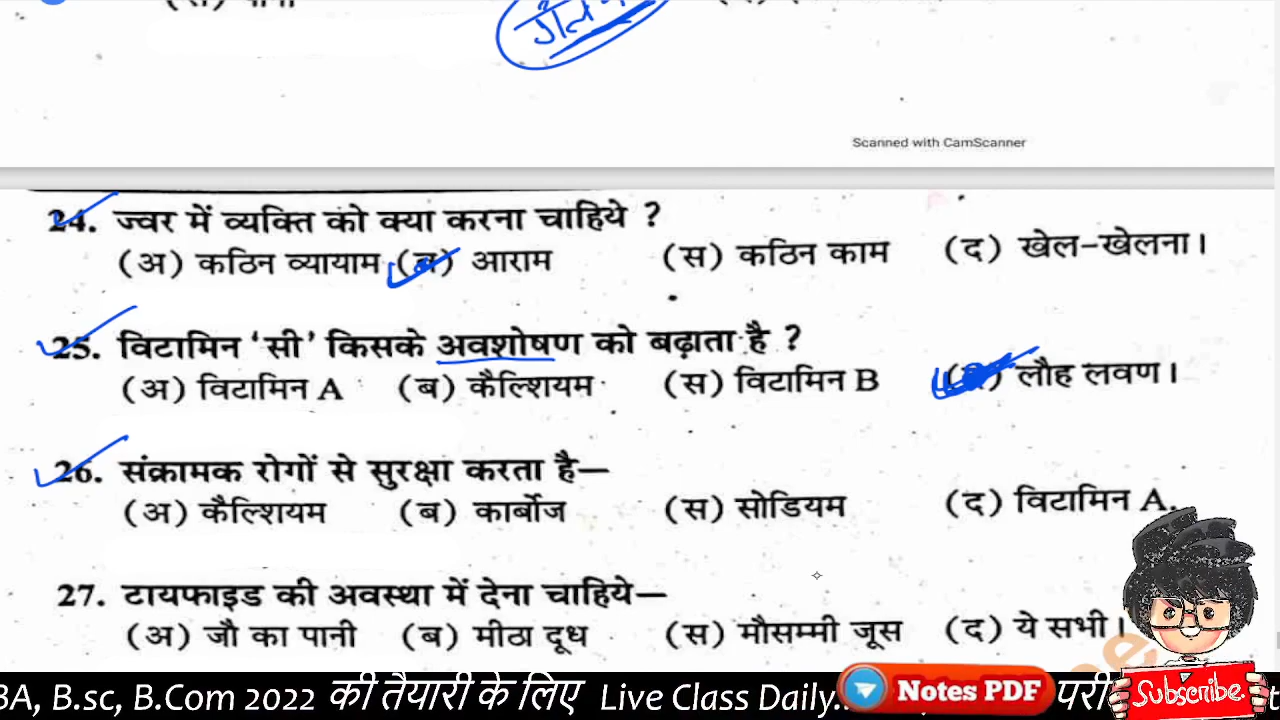 Scanned with CamScanner
24. ज्वर में व्यक्ति को क्या करना चाहिये ?
(अ) कठिन व्यायाम (ब) आराम (स) कठिन काम (द) खेल-खेलना।
25. विटामिन ‘सी’ किसके अवशोषण को बढ़ाता है ?
(अ) विटामिन A (ब) कैल्शियम (स) विटामिन B लौह लवण।
26. संक्रामक रोगों से सुरक्षा करता है—
(अ) कैल्शियम (ब) कार्बोज (स) सोडियम (द) विटामिन A.
27. टायफाइड की अवस्था में देना चाहिये—
(अ) जौ का पानी (ब) मीठा दूध (स) मौसम्मी जूस (द) ये सभी।
BA, B.sc, B.Com 2022 की तैयारी के लिए Live Class Daily.. Notes PDF परी Subscribe